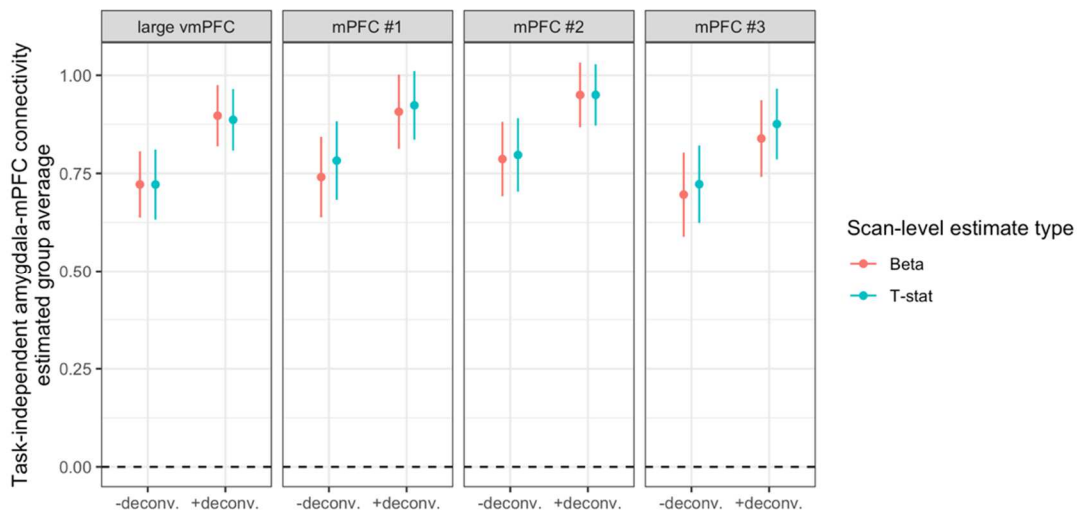 large vmPFC
mPFC #1
mPFC #2
mPFC #3
Task-independent amygdala-mPFC connectivity
estimated group averaage
1.00
0.75
0.50
0.25
0.00
-deconv. +deconv.
-deconv. +deconv.
-deconv. +deconv.
-deconv. +deconv.
Scan-level estimate type
Beta
T-stat